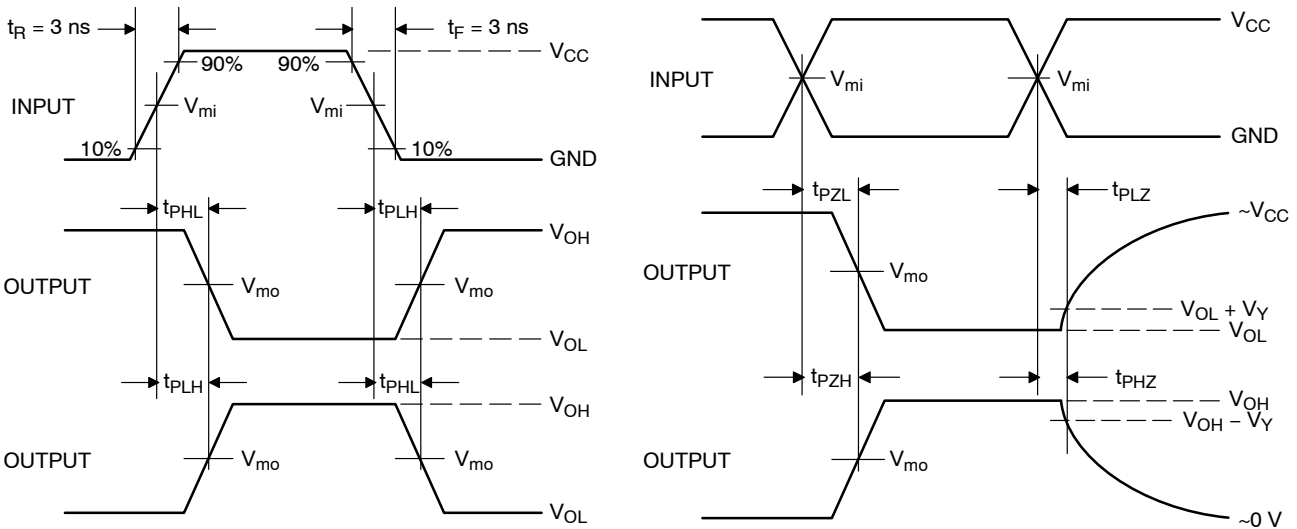 t_R = 3 ns
t_F = 3 ns
V_CC
90%
90%
INPUT
V_mi
V_mi
10%
10%
GND
t_PHL
t_PLH
V_OH
OUTPUT
V_mo
V_mo
V_OL
t_PLH
t_PHL
V_OH
OUTPUT
V_mo
V_mo
V_OL
V_CC
INPUT
V_mi
V_mi
GND
t_PZL
t_PLZ
~V_CC
OUTPUT
V_mo
V_OL + V_Y
V_OL
t_PZH
t_PHZ
V_OH
V_OH – V_Y
OUTPUT
V_mo
~0 V